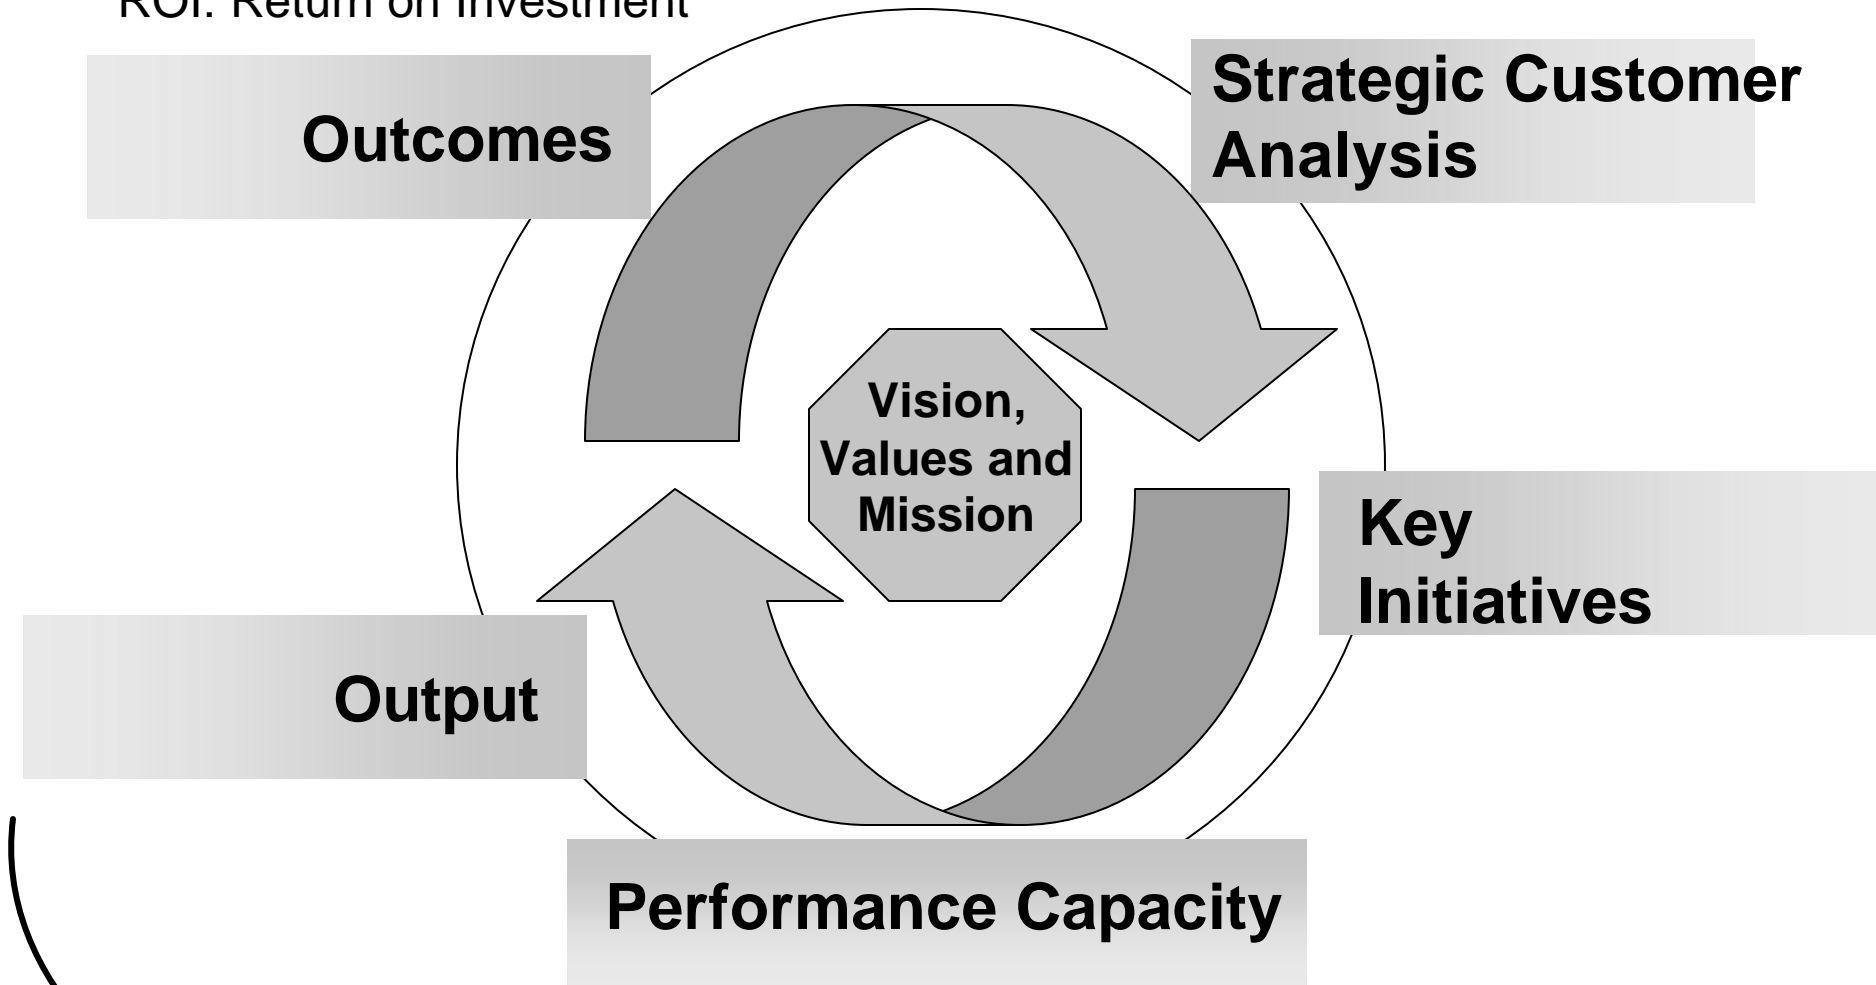 ROI: Return on Investment
Outcomes
Strategic Customer
Analysis
Vision,
Values and
Mission
Key
Initiatives
Output
Performance Capacity